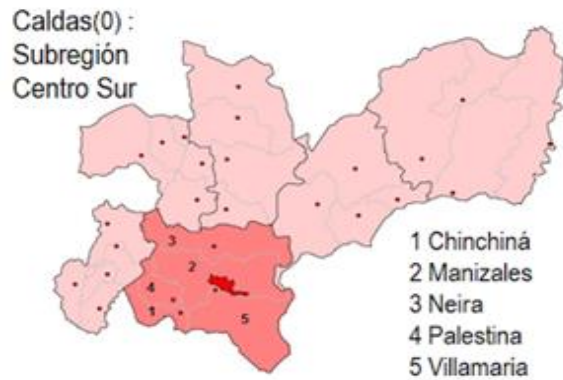 Caldas(0) :
Subregión
Centro Sur
3
2
4
1
5
1 Chinchiná
2 Manizales
3 Neira
4 Palestina
5 Villamaria